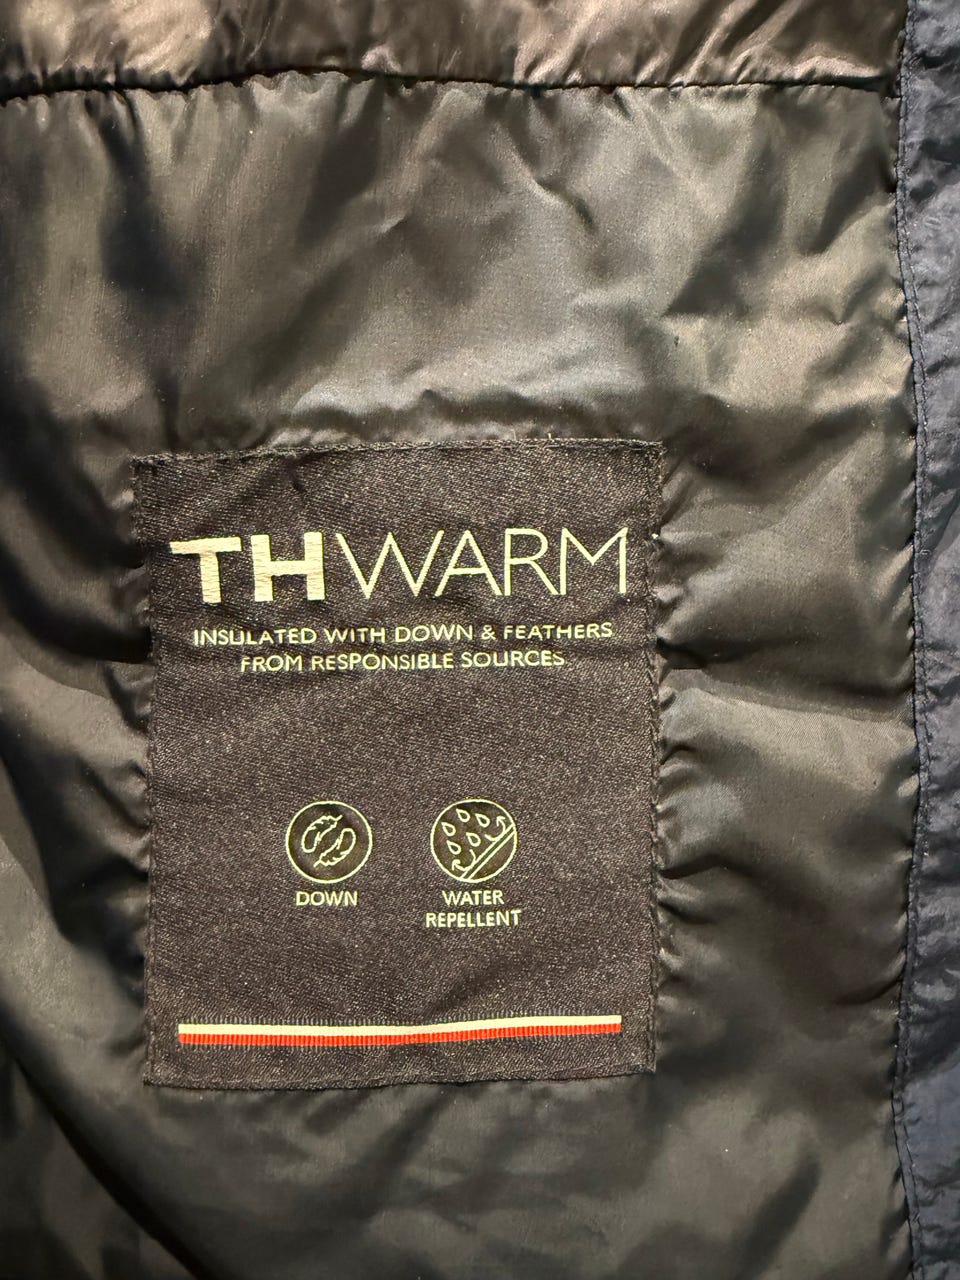 THWARM
INSULATED WITH DOWN & FEATHERS
FROM RESPONSIBLE SOURCES
DOWN
WATER
REPELLENT